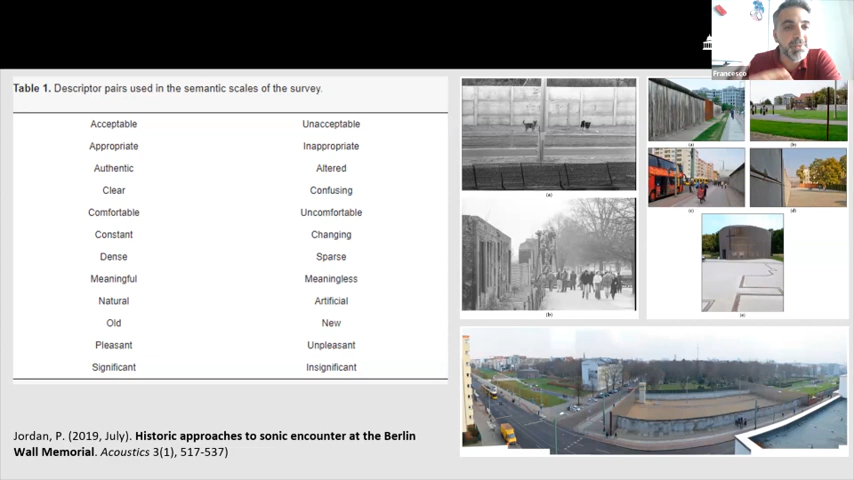 Francesco
Table 1. Descriptor pairs used in the semantic scales of the survey.
Acceptable Unacceptable
Appropriate Inappropriate
Authentic Altered
Clear Confusing
Comfortable Uncomfortable
Constant Changing
Dense Sparse
Meaningful Meaningless
Natural Artificial
Old New
Pleasant Unpleasant
Significant Insignificant
(a)
(b)
(a)
(b)
(c)
(d)
(e)
Jordan, P. (2019, July). Historic approaches to sonic encounter at the Berlin
Wall Memorial. Acoustics 3(1), 517-537)